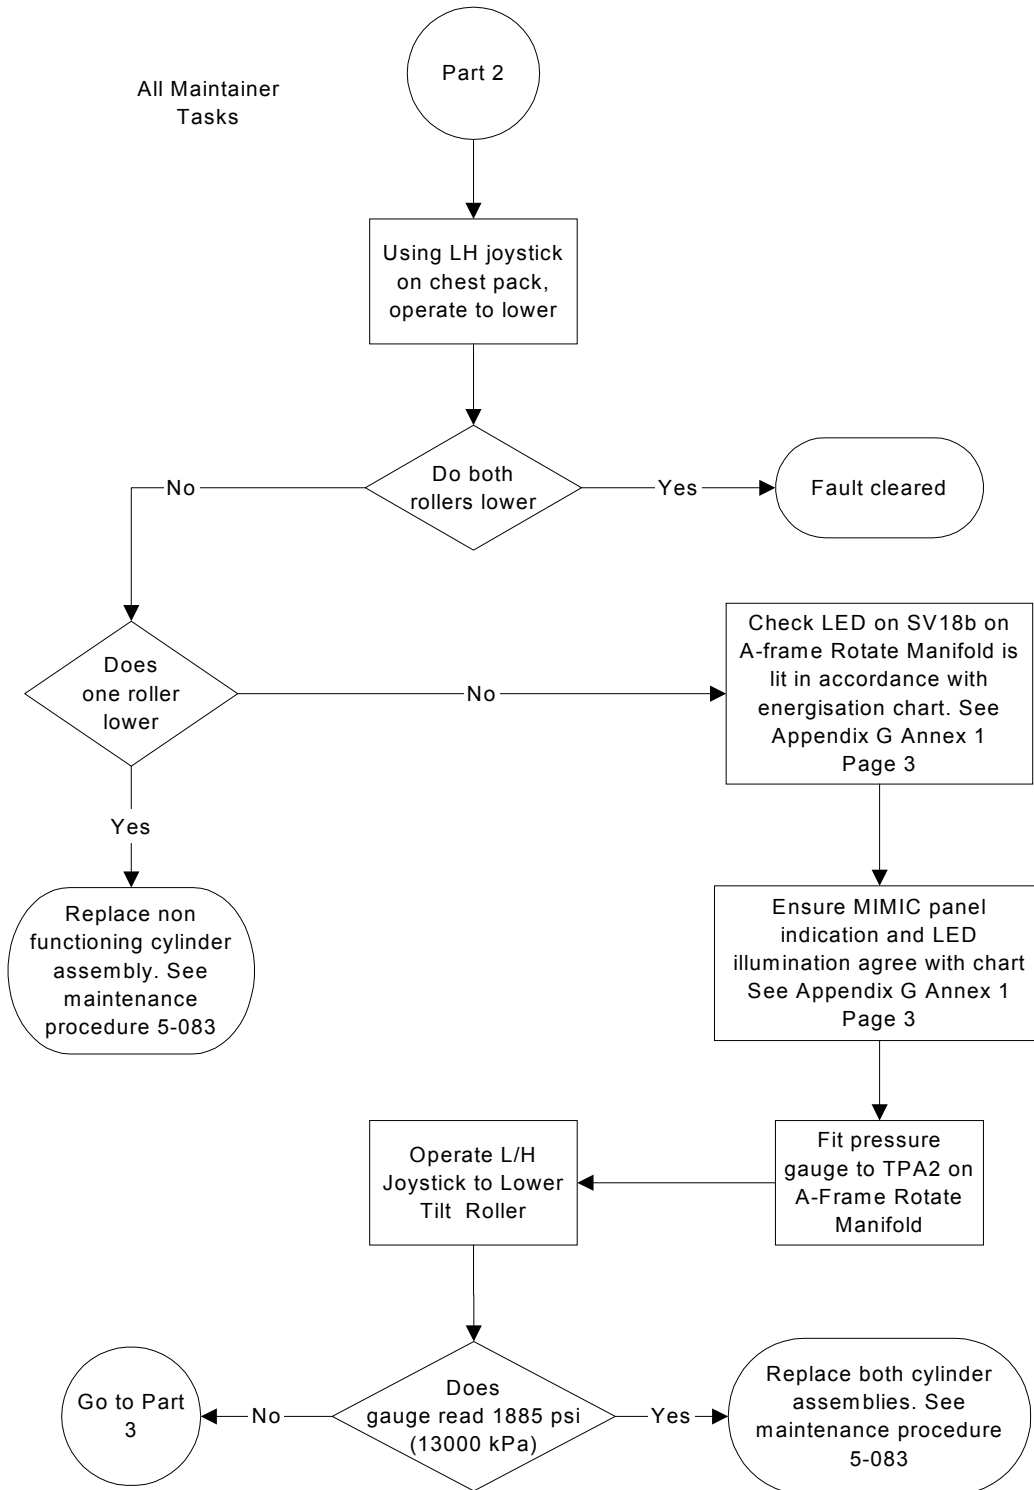 All Maintainer
Tasks
Part 2
Using LH joystick
on chest pack,
operate to lower
Do both
rollers lower
No
Yes
Fault cleared
Does
one roller
lower
No
Check LED on SV18b on
A-frame Rotate Manifold is
lit in accordance with
energisation chart. See
Appendix G Annex 1
Page 3
Yes
Replace non
functioning cylinder
assembly. See
maintenance
procedure 5-083
Ensure MIMIC panel
indication and LED
illumination agree with chart
See Appendix G Annex 1
Page 3
Fit pressure
gauge to TPA2 on
A-Frame Rotate
Manifold
Operate L/H
Joystick to Lower
Tilt Roller
Does
gauge read 1885 psi
(13000 kPa)
No
Go to Part
3
Yes
Replace both cylinder
assemblies. See
maintenance procedure
5-083